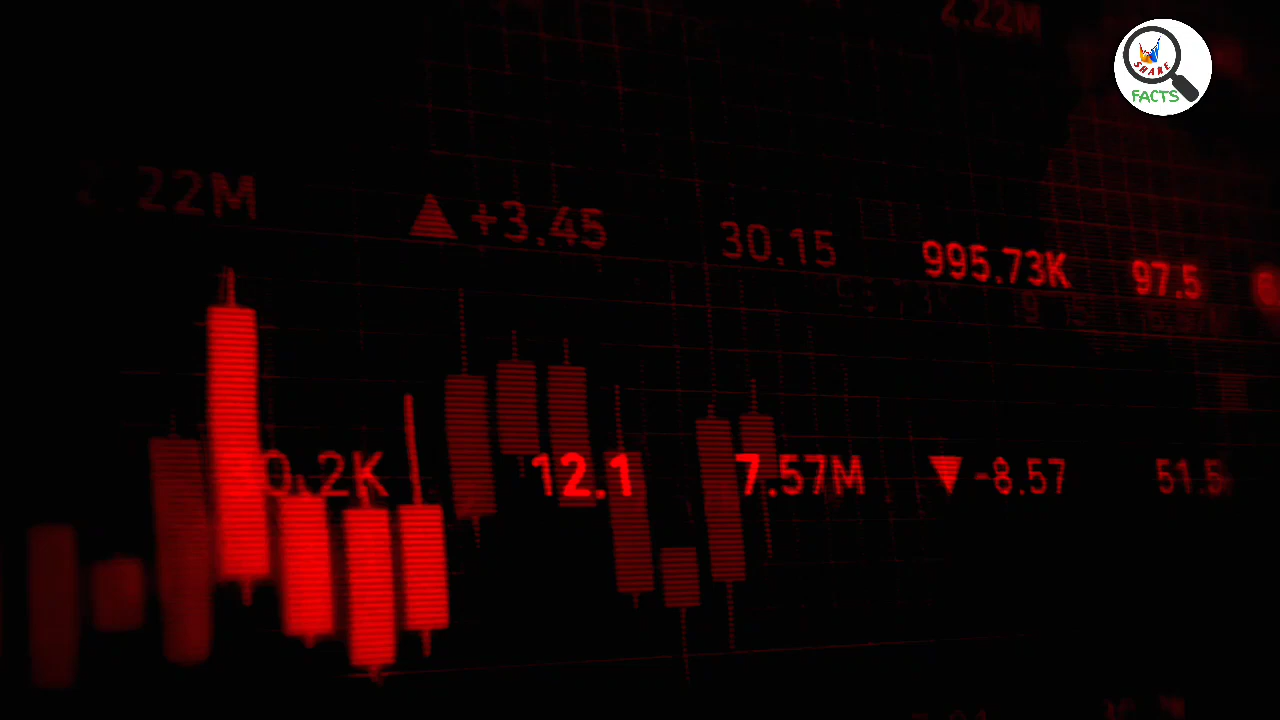 2.22M
SHARE
FACTS
22M ▲ +3.45 30.15 995.73K 97.5
0.2K 12.1 7.57M ▼ -8.57 51.5